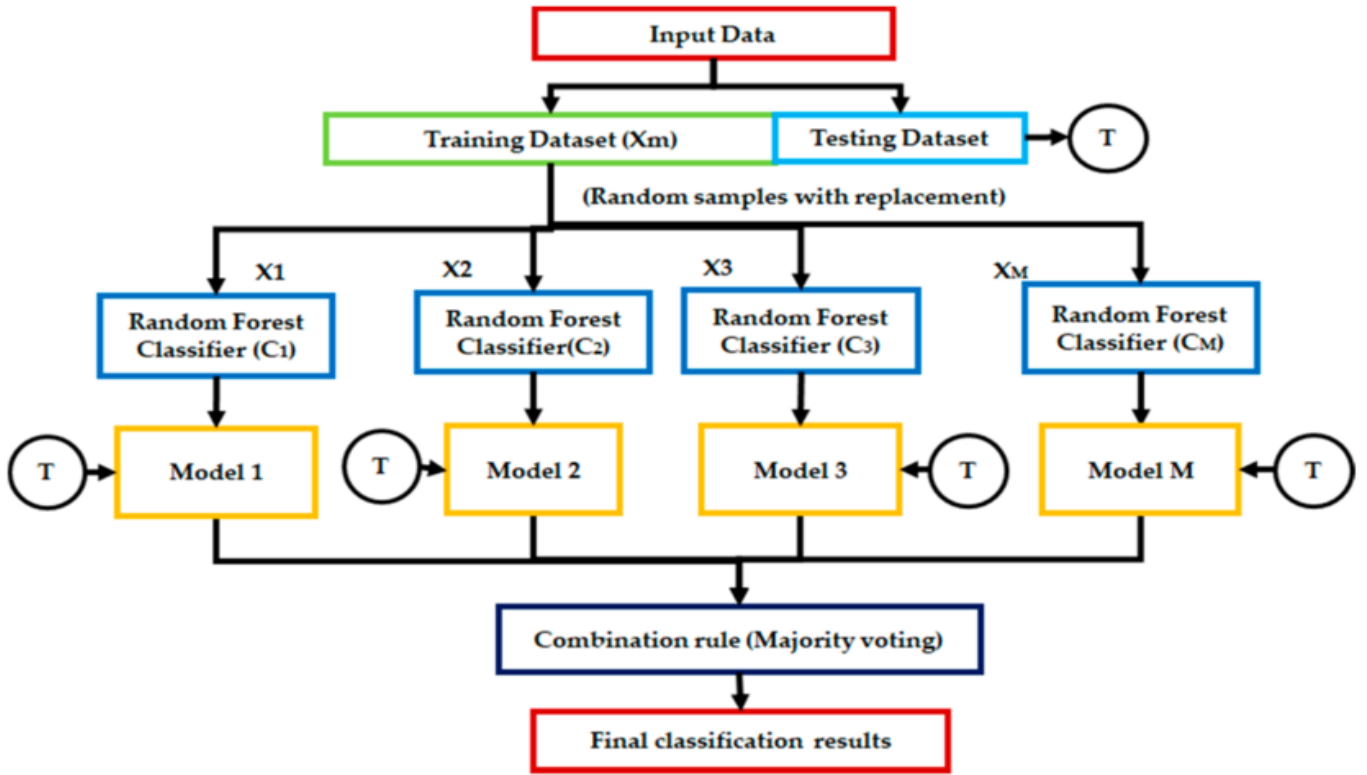 Input Data
Training Dataset (Xm)
Testing Dataset
T
(Random samples with replacement)
X1
X2
X3
XM
Random Forest
Classifier (C1)
Random Forest
Classifier(C2)
Random Forest
Classifier (C3)
Random Forest
Classifier (CM)
T
Model 1
T
Model 2
Model 3
T
Model M
T
Combination rule (Majority voting)
Final classification results